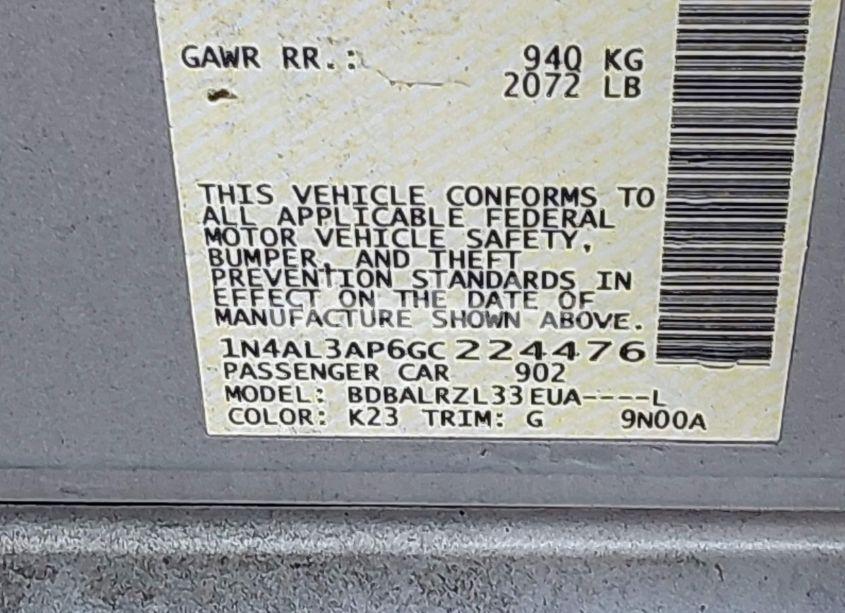 GAWR RR.: 940 KG
2072 LB
THIS VEHICLE CONFORMS TO
ALL APPLICABLE FEDERAL
MOTOR VEHICLE SAFETY,
BUMPER, AND THEFT
PREVENTION STANDARDS IN
EFFECT ON THE DATE OF
MANUFACTURE SHOWN ABOVE.
1N4AL3AP6GC224476
PASSENGER CAR 902
MODEL: BDBALRZL33EUA----L
COLOR: K23 TRIM: G 9N00A